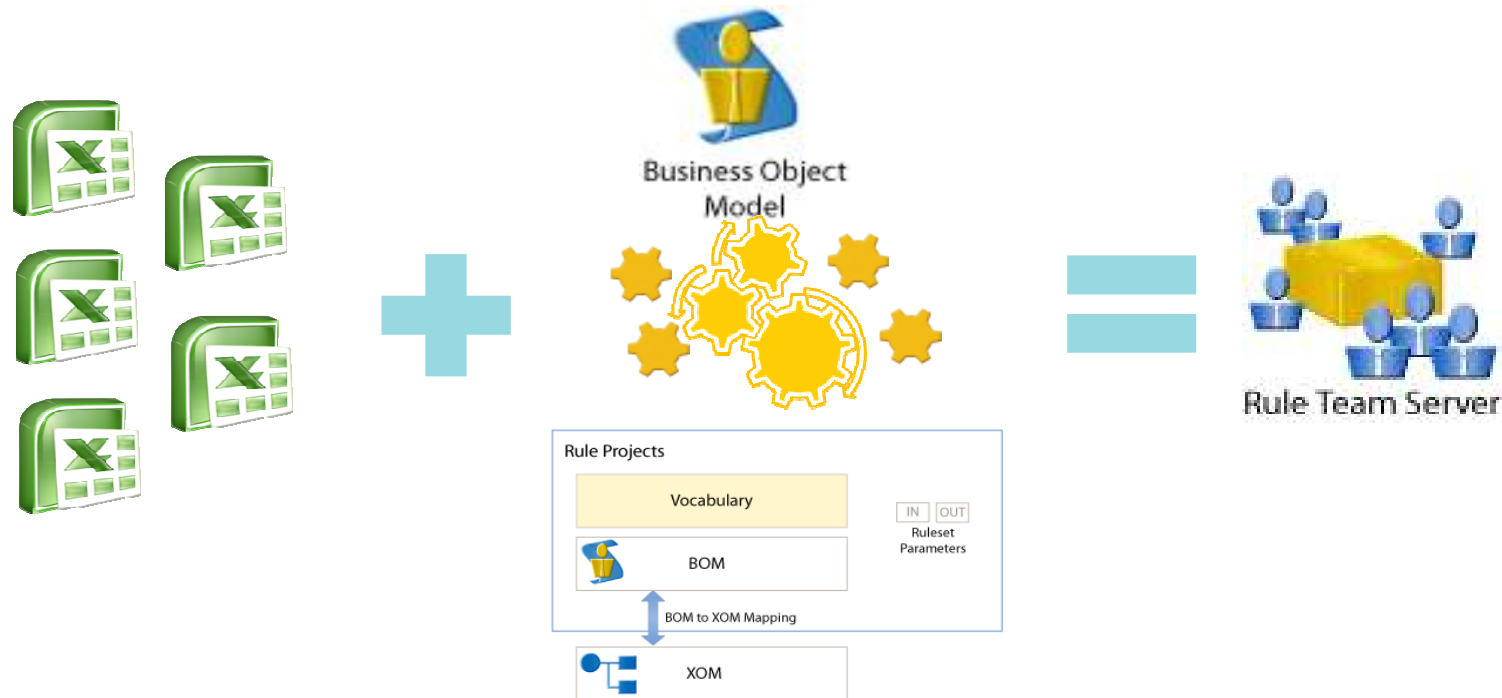 Business Object
Model
Rule Team Server
Rule Projects
Vocabulary
IN OUT
Ruleset
Parameters
BOM
BOM to XOM Mapping
XOM